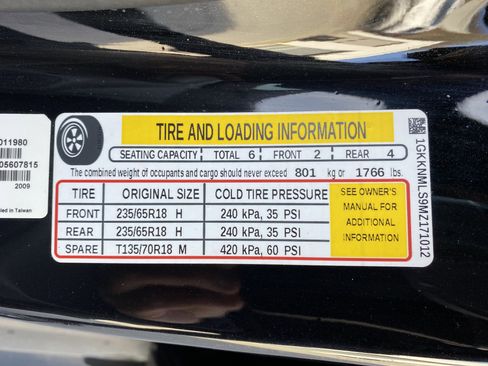 011980
05607815
2009
led in Taiwan
TIRE AND LOADING INFORMATION
SEATING CAPACITY TOTAL 6 FRONT 2 REAR 4
The combined weight of occupants and cargo should never exceed 801 kg or 1766 lbs.
TIRE ORIGINAL SIZE COLD TIRE PRESSURE
FRONT 235/65R18 H 240 kPa, 35 PSI
REAR 235/65R18 H 240 kPa, 35 PSI
SPARE T135/70R18 M 420 kPa, 60 PSI
SEE OWNER'S
MANUAL FOR
ADDITIONAL
INFORMATION
1GKKNMLS9MZ171012